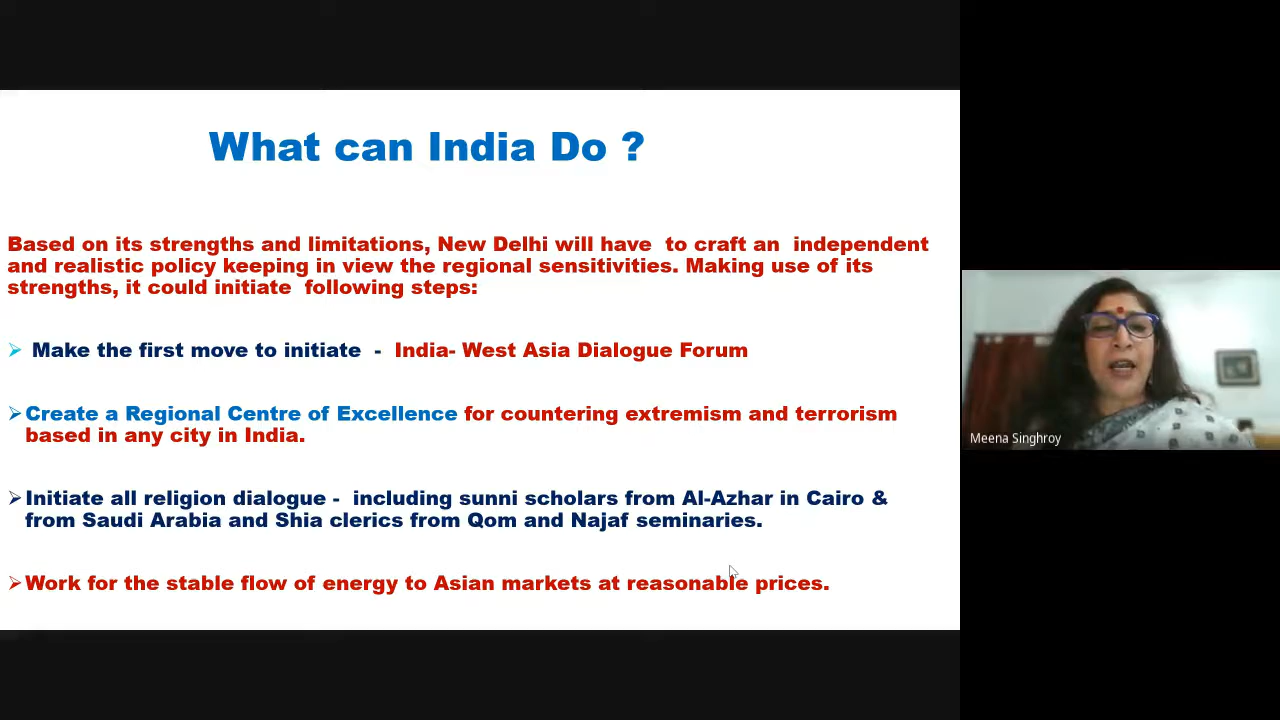 What can India Do ?
Based on its strengths and limitations, New Delhi will have to craft an independent
and realistic policy keeping in view the regional sensitivities. Making use of its
strengths, it could initiate following steps:
Make the first move to initiate - India- West Asia Dialogue Forum
Create a Regional Centre of Excellence for countering extremism and terrorism
based in any city in India.
Initiate all religion dialogue - including sunni scholars from Al-Azhar in Cairo &
from Saudi Arabia and Shia clerics from Qom and Najaf seminaries.
Work for the stable flow of energy to Asian markets at reasonable prices.
Meena Singhroy